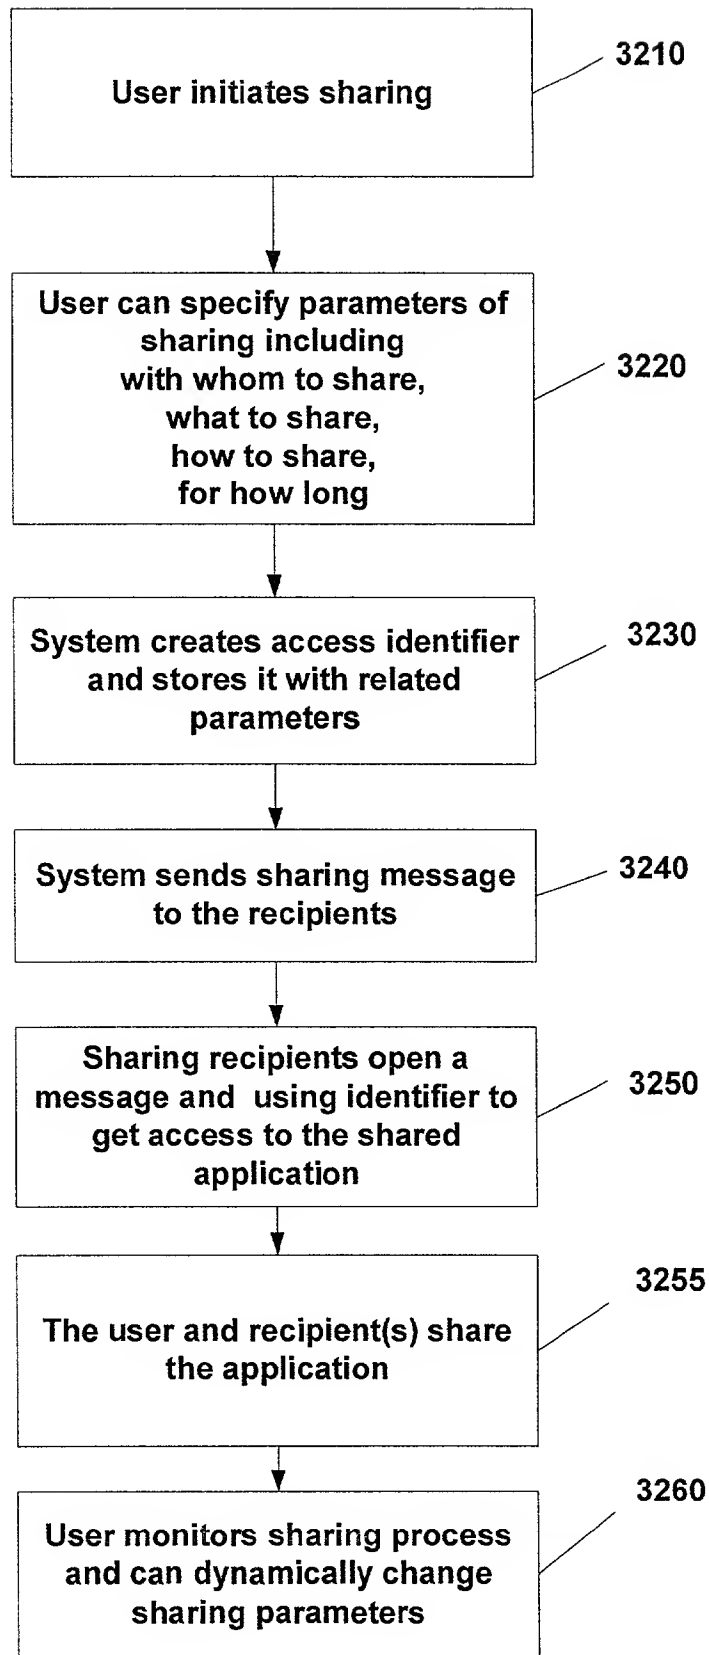 User initiates sharing
3210
User can specify parameters of
sharing including
with whom to share,
what to share,
how to share,
for how long
3220
System creates access identifier
and stores it with related
parameters
3230
System sends sharing message
to the recipients
3240
Sharing recipients open a
message and using identifier to
get access to the shared
application
3250
The user and recipient(s) share
the application
3255
User monitors sharing process
and can dynamically change
sharing parameters
3260